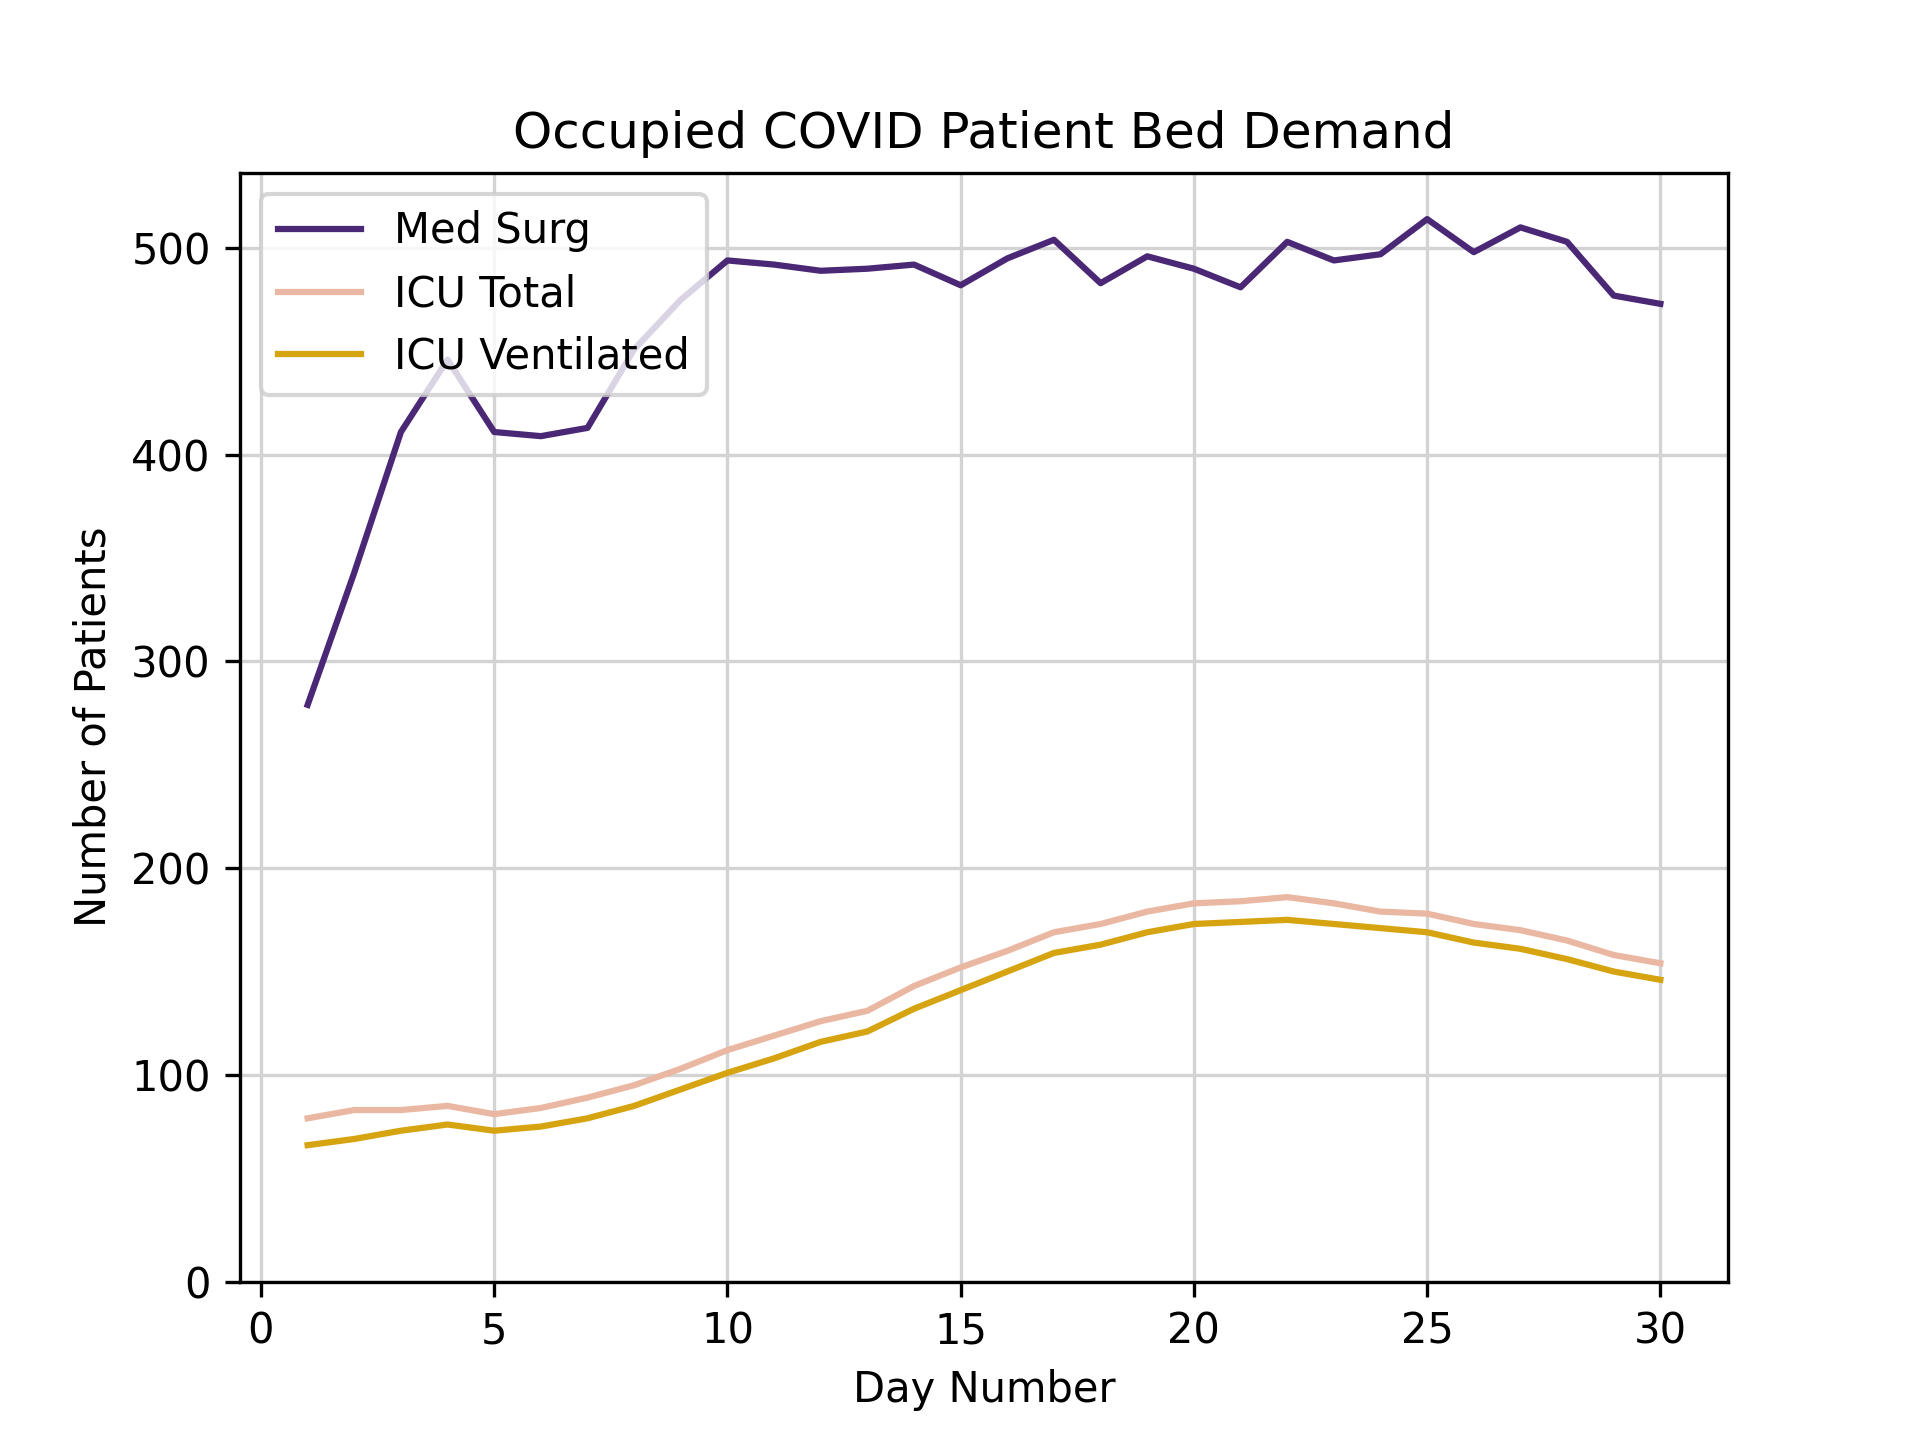 Occupied COVID Patient Bed Demand
Med Surg
ICU Total
ICU Ventilated
Number of Patients
500
400
300
200
100
0
0 5 10 15 20 25 30
Day Number